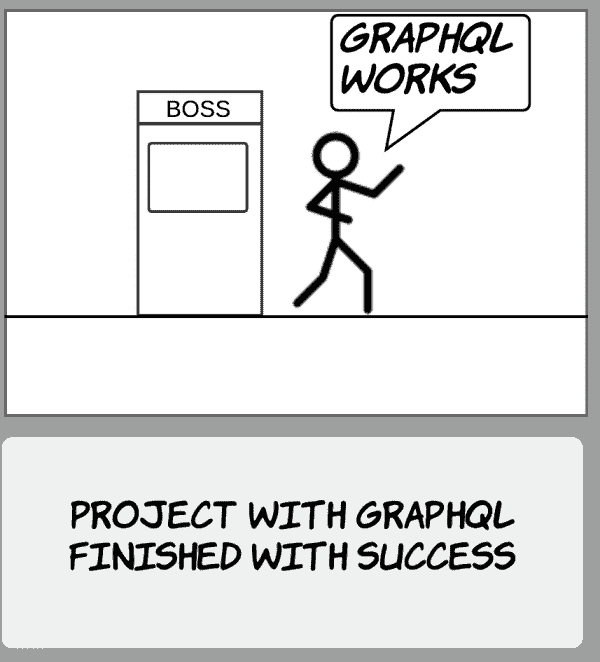 GRAPHQL
WORKS
BOSS
PROJECT WITH GRAPHQL
FINISHED WITH SUCCESS